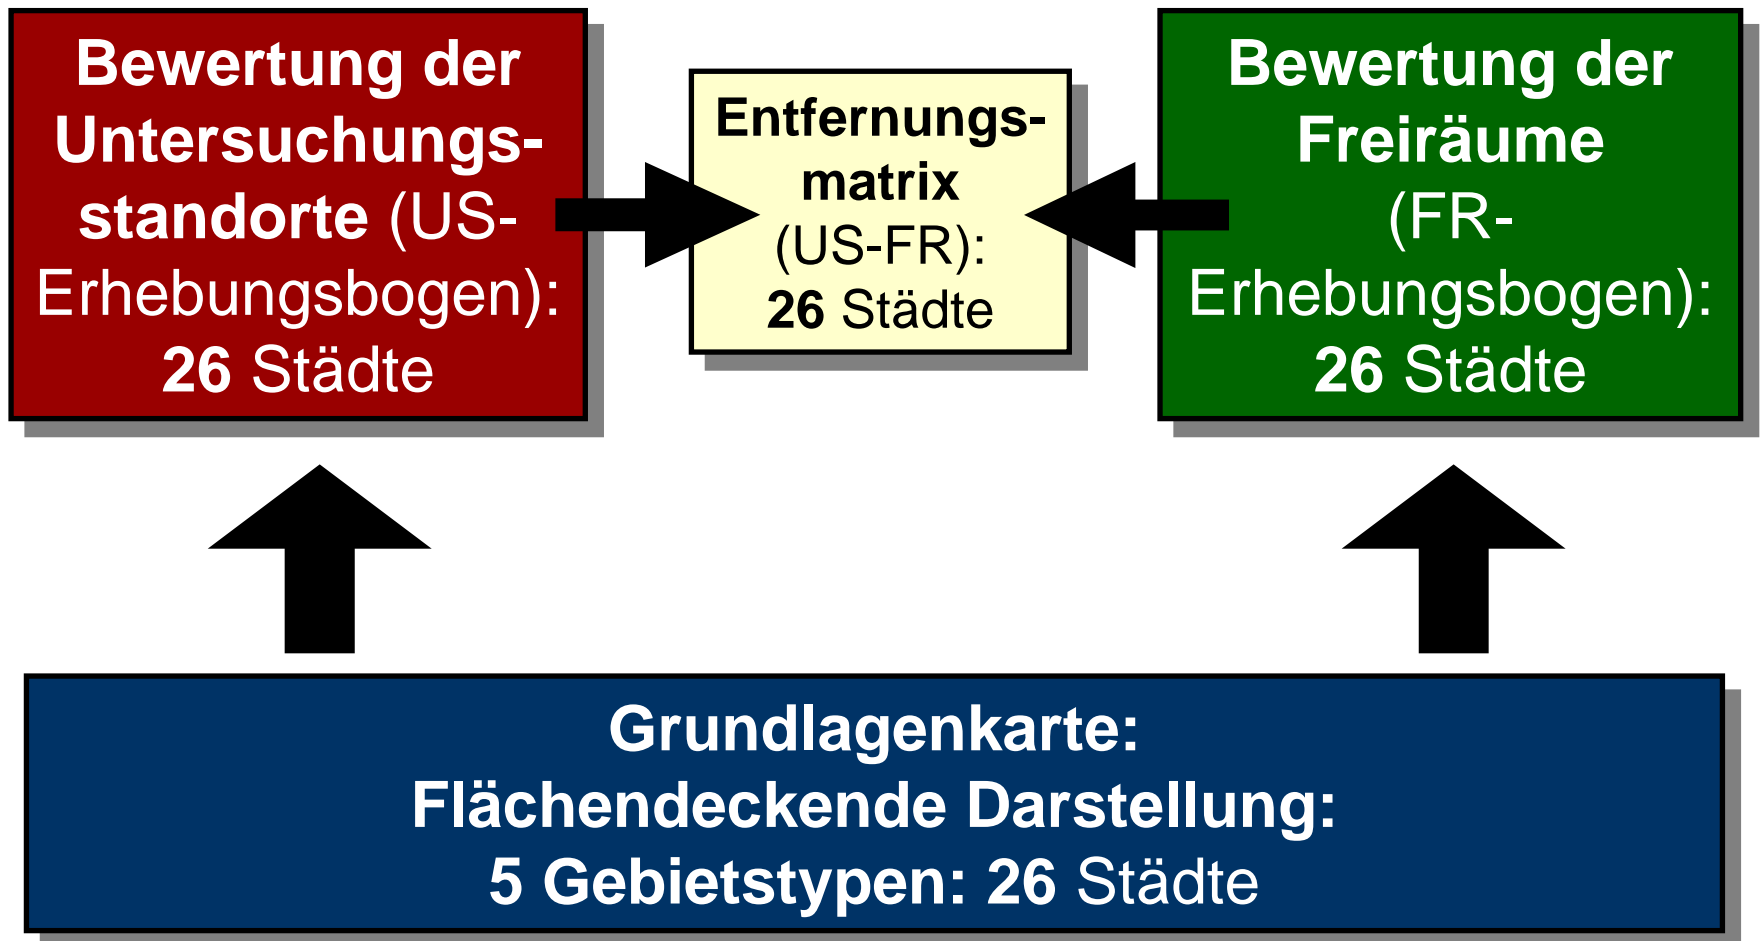 Bewertung der
Untersuchungs-
standorte (US-
Erhebungsbogen):
26 Städte
Entfernungs-
matrix
(US-FR):
26 Städte
Bewertung der
Freiräume
(FR-
Erhebungsbogen):
26 Städte
Grundlagenkarte:
Flächendeckende Darstellung:
5 Gebietstypen: 26 Städte